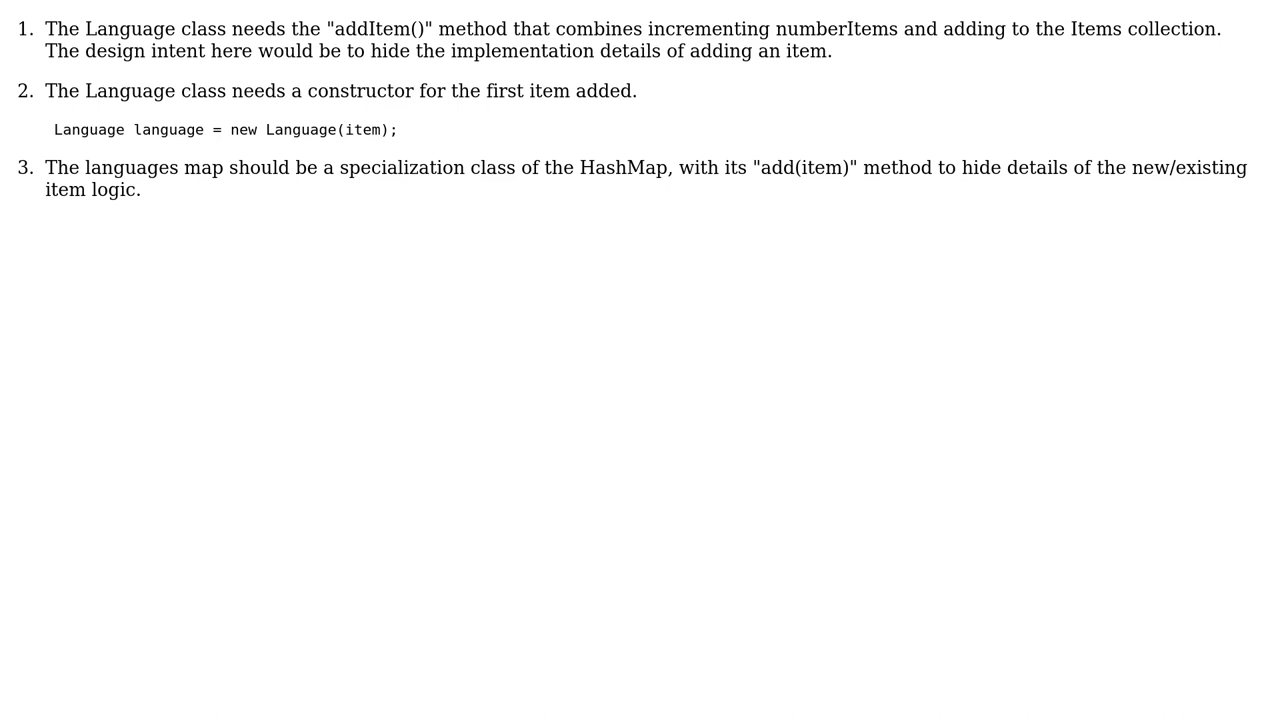 1. The Language class needs the "addItem()" method that combines incrementing numberItems and adding to the Items collection.
The design intent here would be to hide the implementation details of adding an item.
2. The Language class needs a constructor for the first item added.
Language language = new Language(item);
3. The languages map should be a specialization class of the HashMap, with its "add(item)" method to hide details of the new/existing
item logic.